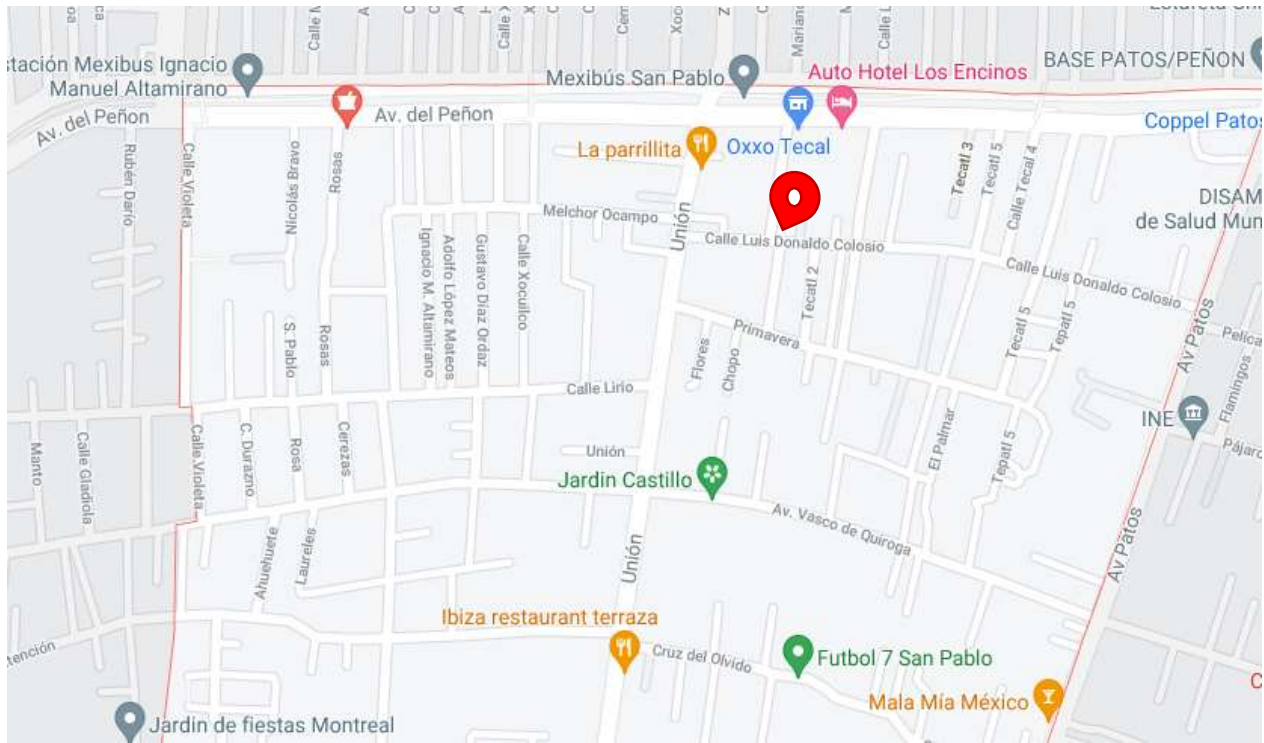 Calle L
BASE PATOS/PEÑON
Mexibus Ignacio
Manuel Altamirano
Mexibús San Pablo
Auto Hotel Los Encinos
Av. del Peñon
Av. del Peñon
Coppel Patos
La parrillita
Oxxo Tecal
Rubén Darío
Calle Violeta
Nicolás Bravo
Rosas
Unión
Tecatl 3
Tecatl 5
Calle Tecal 4
DISAM
de Salud Mun
Melchor Ocampo
Calle Luis Donaldo Colosio
Calle Luis Donaldo Colosio
Ignacio M. Altamirano
Adolfo López Mateos
Gustavo Díaz Ordaz
Calle Xocuilco
Tecatl 2
Av Patos
S. Pablo
Rosas
Primavera
Tecatl 5
Tepatl 5
Flores
Chopo
Flamingos
Calle Lirio
INE
Manto
Calle Gladiola
Calle Violeta
C. Durazno
Rosa
Cerezas
Unión
El Palmar
Tepatl 5
Jardin Castillo
Av. Vasco de Quiroga
Ahuehuete
Laureles
Unión
Av Patos
Ibiza restaurant terraza
Cruz del Olvido
Futbol 7 San Pablo
Mala Mía México
Jardin de fiestas Montreal